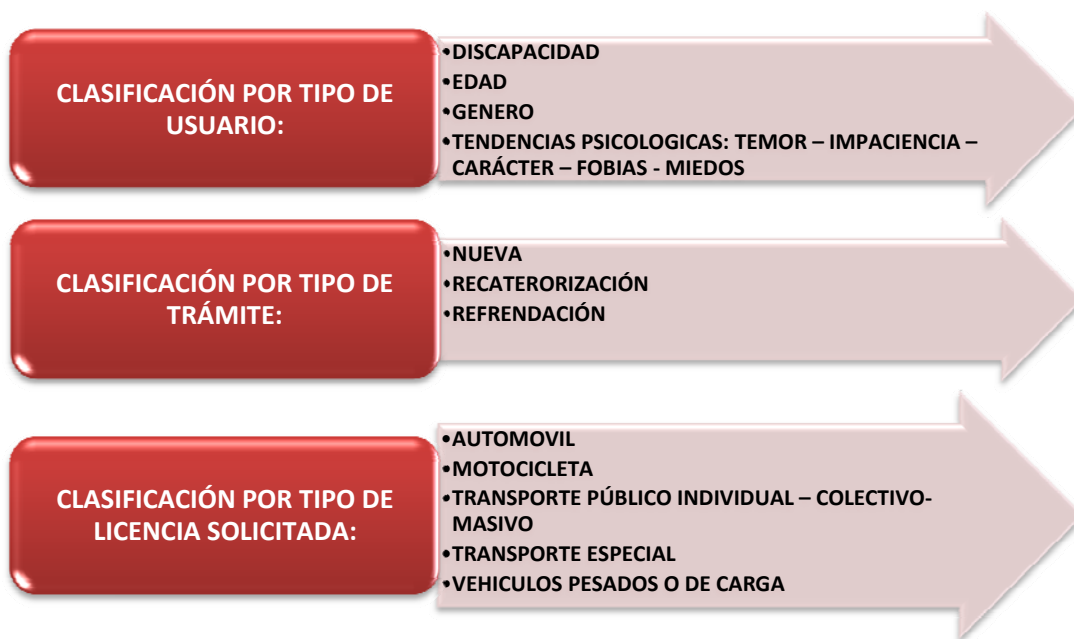 CLASIFICACIÓN POR TIPO DE
USUARIO:
•DISCAPACIDAD
•EDAD
•GENERO
•TENDENCIAS PSICOLOGICAS: TEMOR – IMPACIENCIA –
CARÁCTER – FOBIAS - MIEDOS
CLASIFICACIÓN POR TIPO DE
TRÁMITE:
•NUEVA
•RECATERORIZACIÓN
•REFRENDACIÓN
CLASIFICACIÓN POR TIPO DE
LICENCIA SOLICITADA:
•AUTOMOVIL
•MOTOCICLETA
•TRANSPORTE PÚBLICO INDIVIDUAL – COLECTIVO-
MASIVO
•TRANSPORTE ESPECIAL
•VEHICULOS PESADOS O DE CARGA